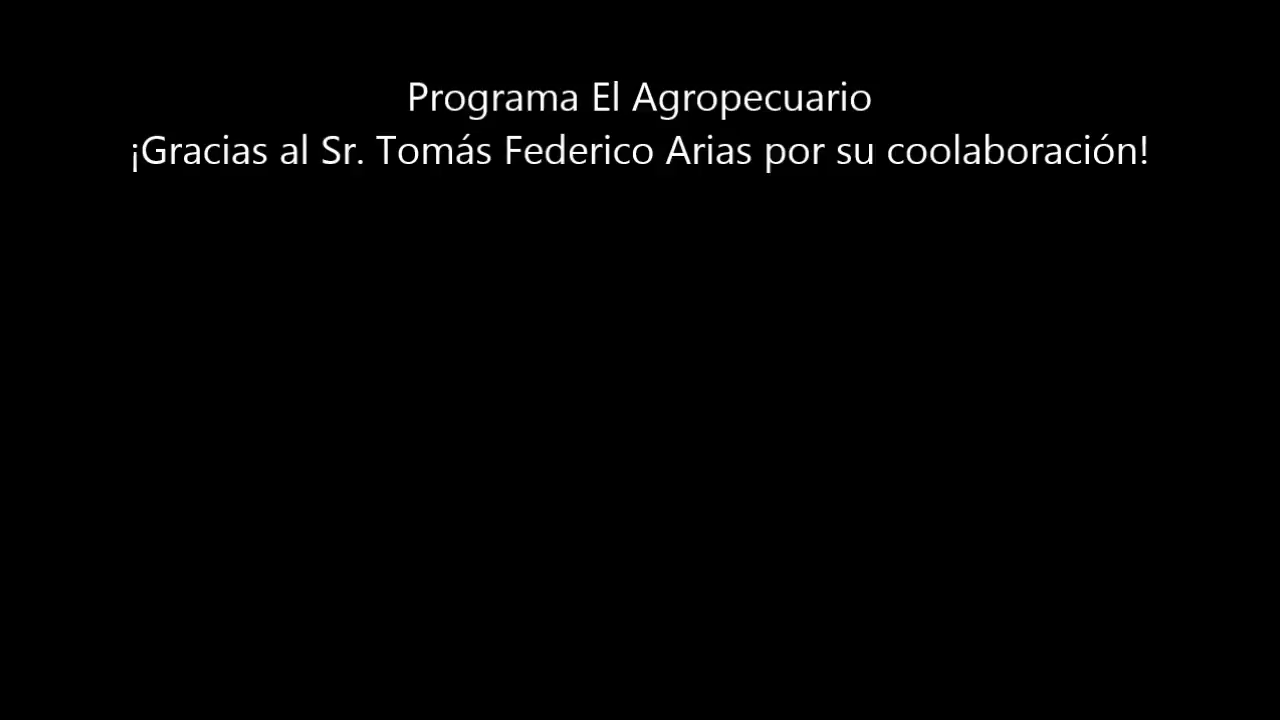 Programa El Agropecuario
¡Gracias al Sr. Tomás Federico Arias por su coolaboración!